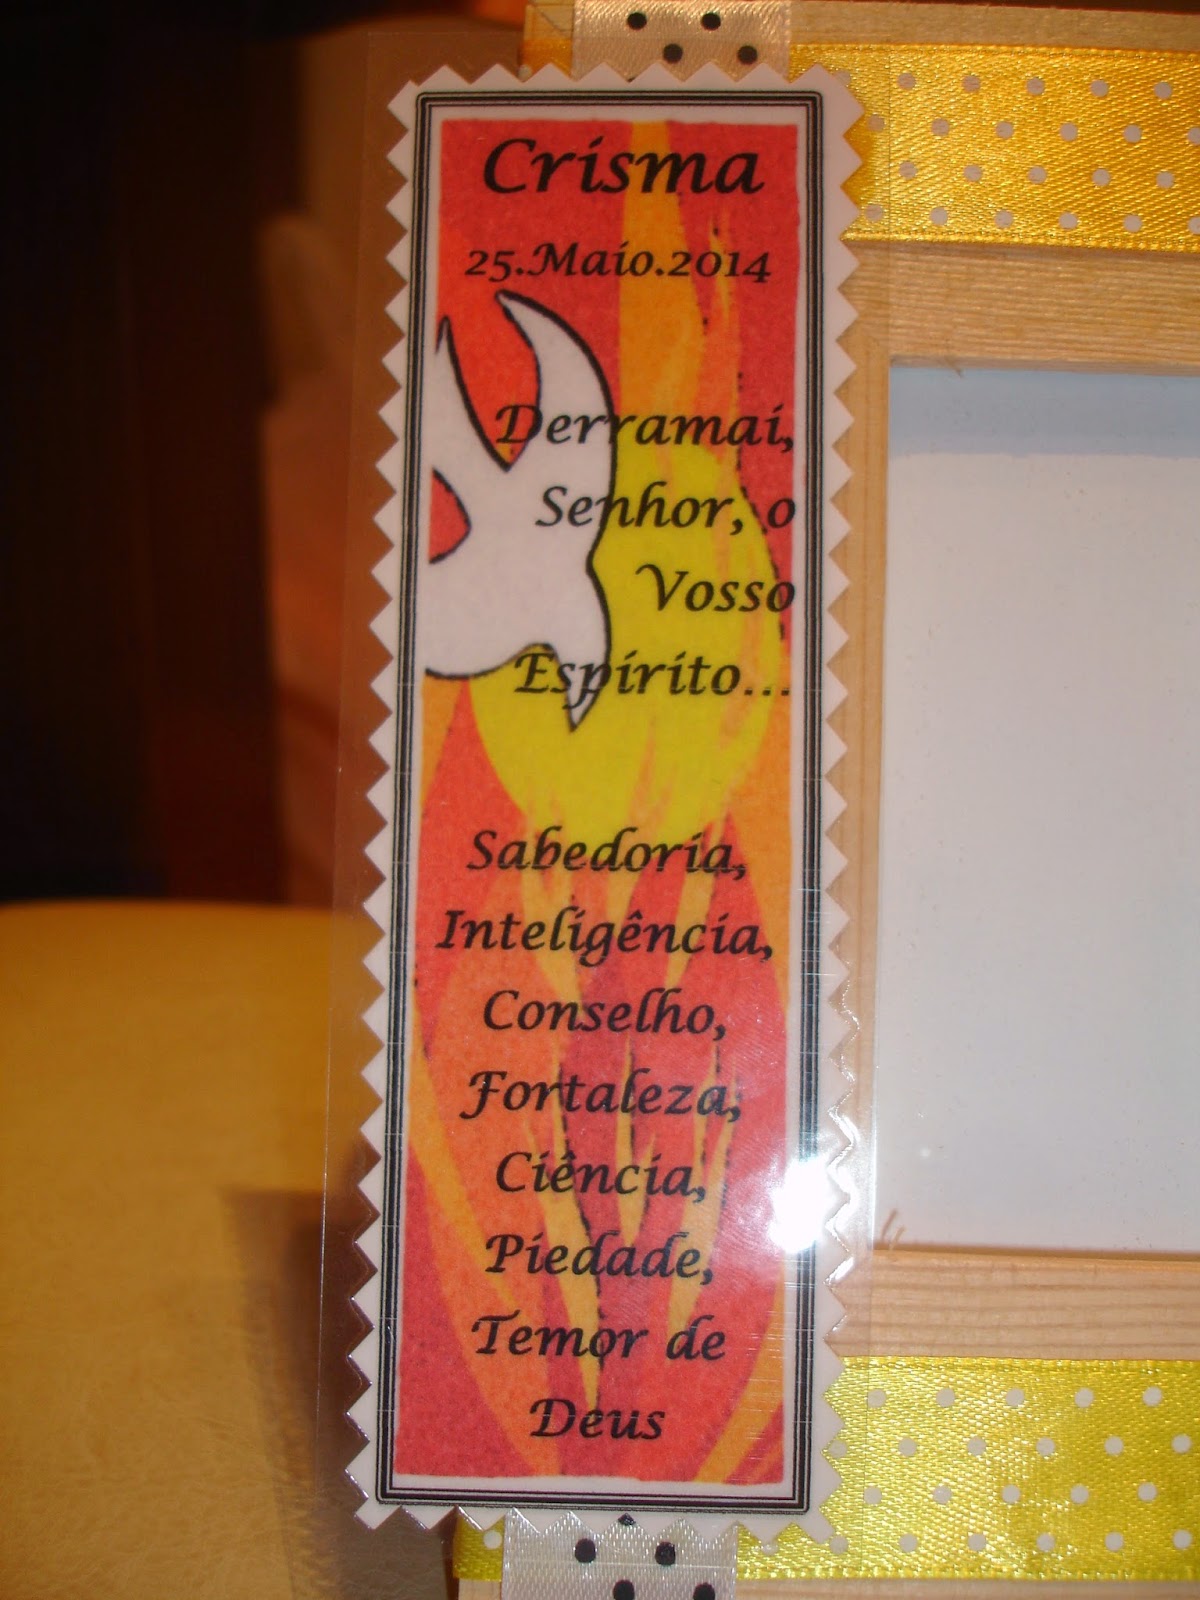 Crisma
25.Maio.2014
Derramai,
Senhor, o
Vosso
Espírito...
Sabedoria,
Inteligência,
Conselho,
Fortaleza,
Ciência,
Piedade,
Temor de
Deus